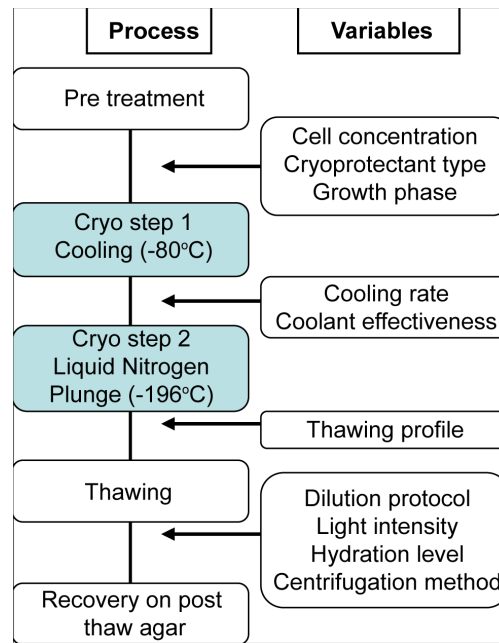 Process
Variables
Pre treatment
Cell concentration
Cryoprotectant type
Growth phase
Cryo step 1
Cooling (-80°C)
Cooling rate
Coolant effectiveness
Cryo step 2
Liquid Nitrogen
Plunge (-196°C)
Thawing profile
Thawing
Dilution protocol
Light intensity
Hydration level
Centrifugation method
Recovery on post
thaw agar